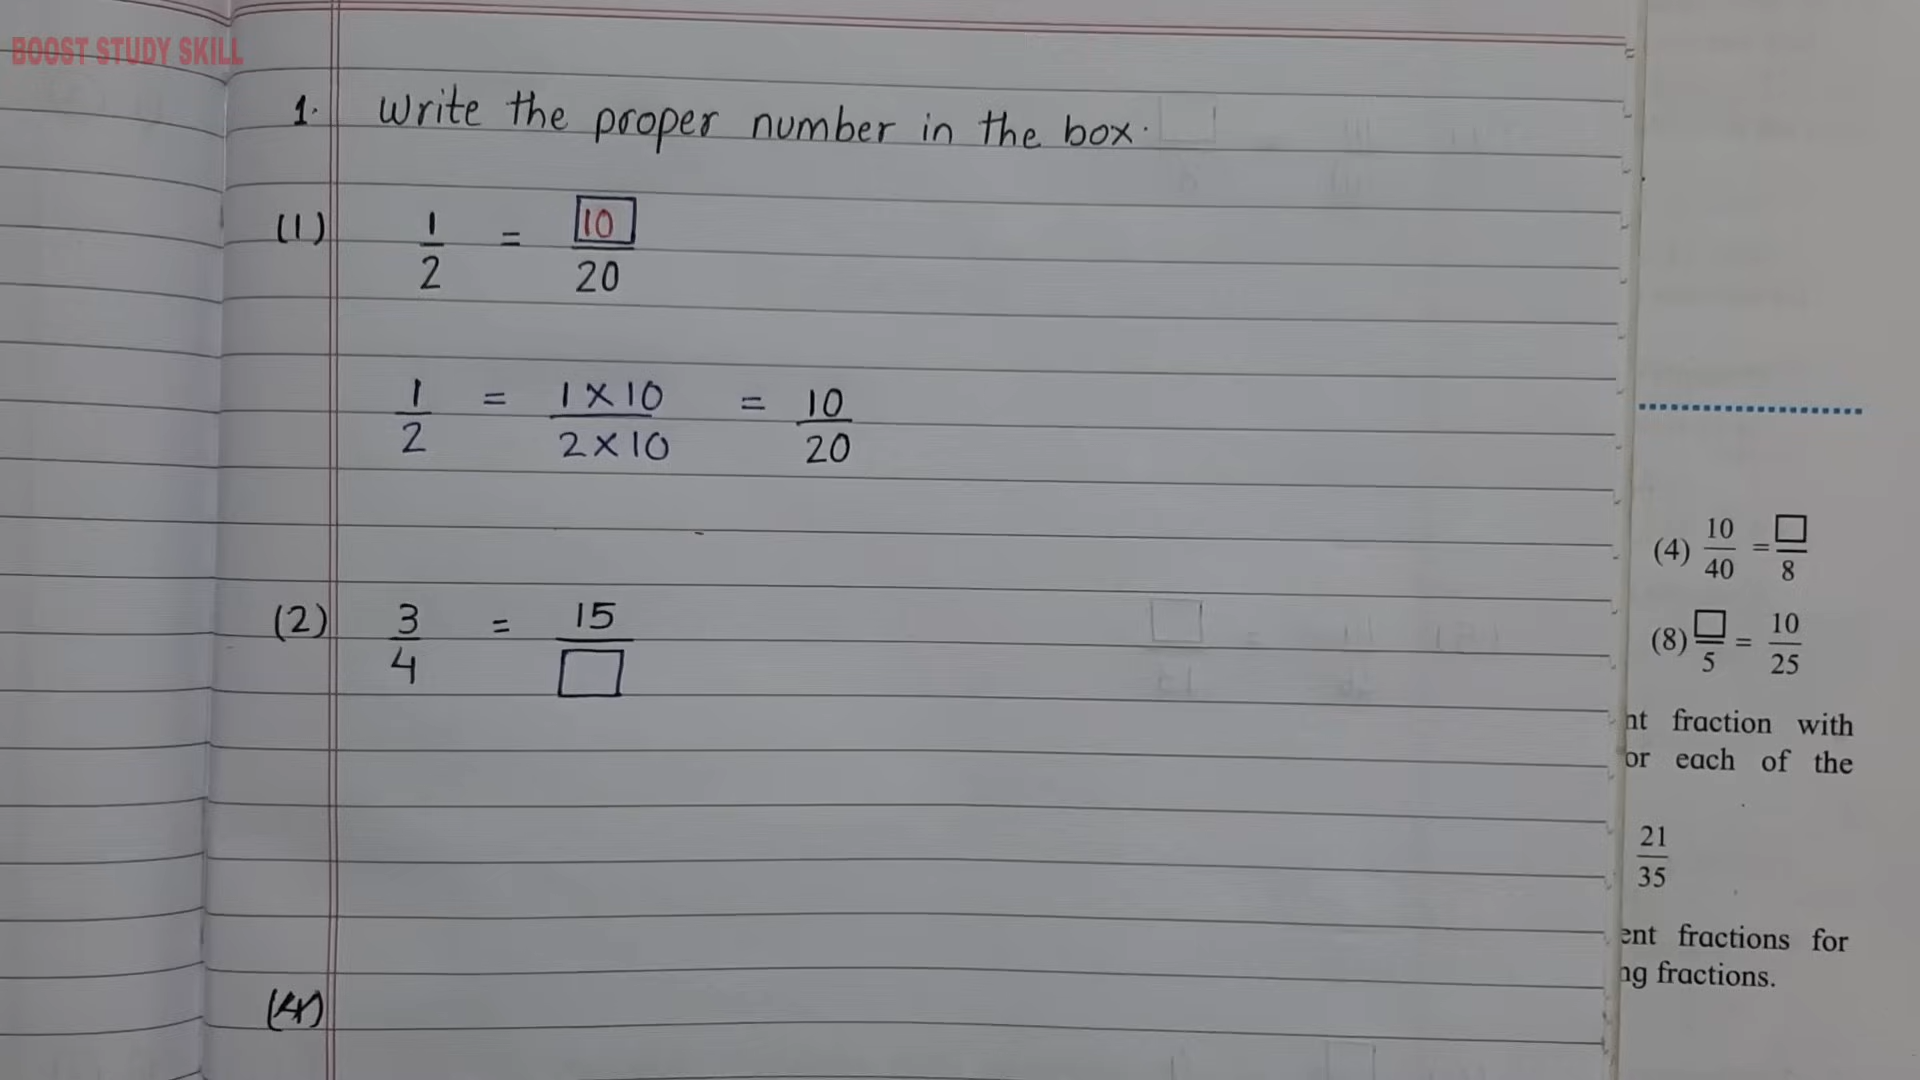 BOOST STUDY SKILL
1. Write the proper number in the box.
(1) 1/2 = 10/20
1/2 = 1 × 10/2 × 10 = 10/20
(2) 3/4 = 15/□
(4) 10/40 = □/8
(8) □/5 = 10/25
nt fraction with
or each of the
21/35
ent fractions for
ng fractions.